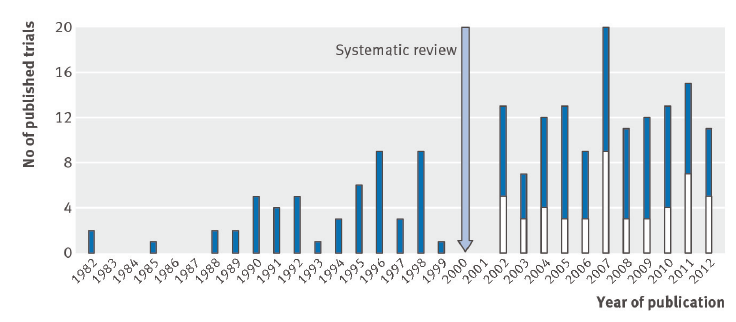 No of published trials
20
Systematic review
16
12
8
4
0
1982 1983 1984 1985 1986 1987 1988 1989 1990 1991 1992 1993 1994 1995 1996 1997 1998 1999 2000 2001 2002 2003 2004 2005 2006 2007 2008 2009 2010 2011 2012
Year of publication